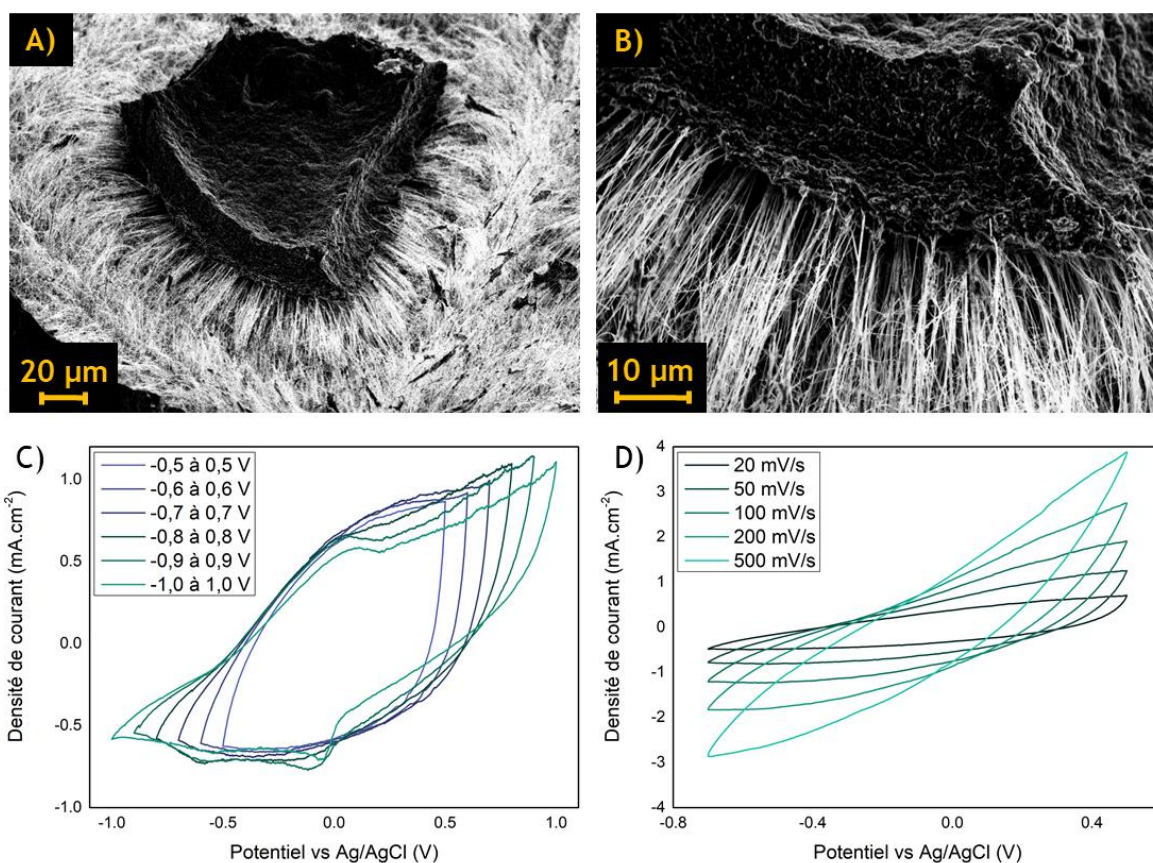 A)
20 µm
B)
10 µm
C)
-0,5 à 0,5 V
-0,6 à 0,6 V
-0,7 à 0,7 V
-0,8 à 0,8 V
-0,9 à 0,9 V
-1,0 à 1,0 V
Densité de courant (mA.cm-2)
1.0
0.5
0.0
-0.5
-1.0
-1.0
-0.5
0.0
0.5
1.0
Potentiel vs Ag/AgCl (V)
D)
20 mV/s
50 mV/s
100 mV/s
200 mV/s
500 mV/s
Densité de courant (mA.cm-2)
4
3
2
1
0
-1
-2
-3
-4
-0.8
-0.4
0.0
0.4
Potentiel vs Ag/AgCl (V)